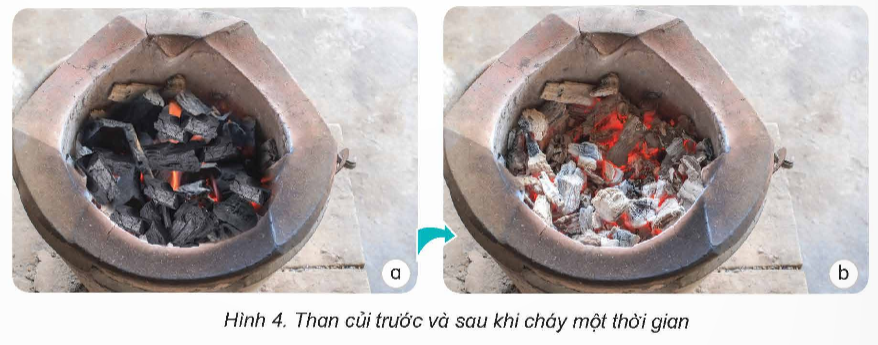 a
b
Hình 4. Than củi trước và sau khi cháy một thời gian